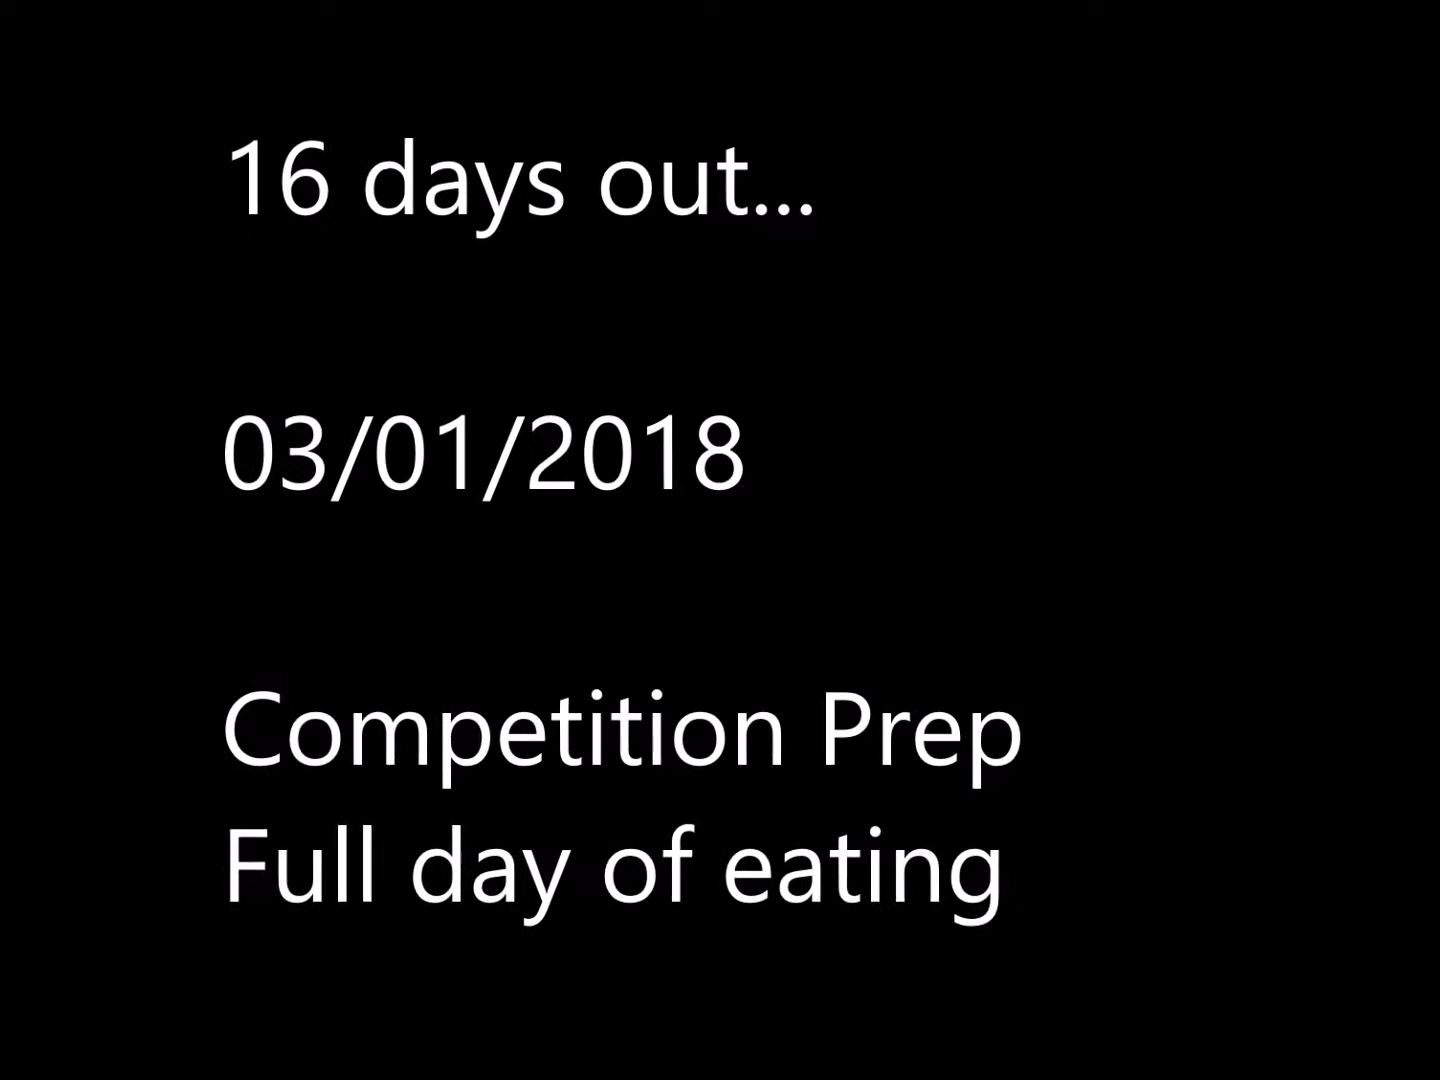 16 days out...
03/01/2018
Competition Prep
Full day of eating